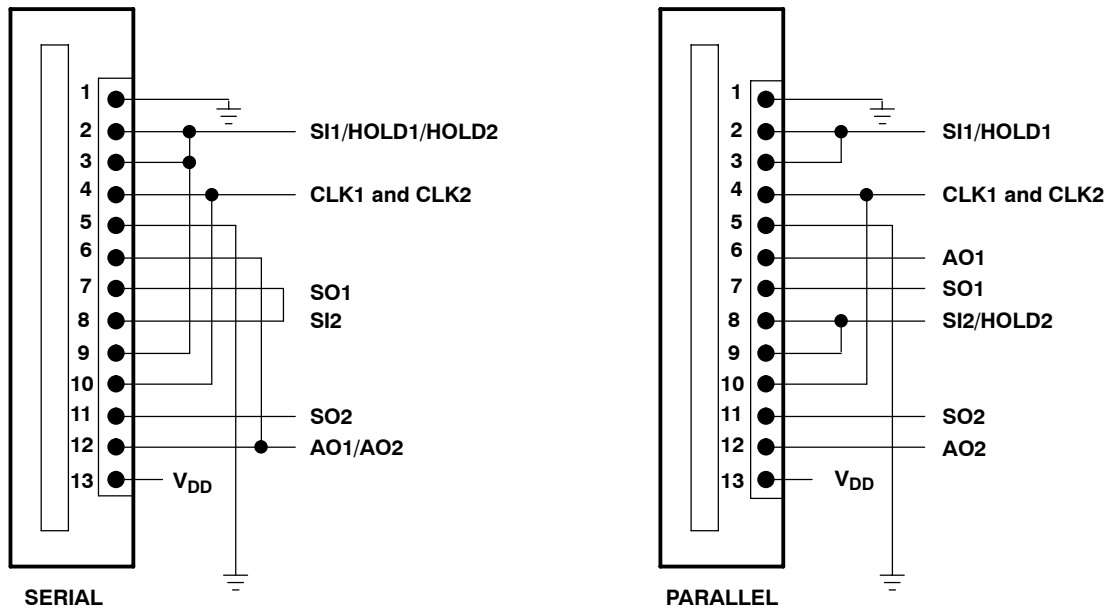 1
2 SI1/HOLD1/HOLD2
3
4 CLK1 and CLK2
5
6
7 SO1
8 SI2
9
10
11 SO2
12 AO1/AO2
13 VDD
SERIAL
1
2 SI1/HOLD1
3
4 CLK1 and CLK2
5
6 AO1
7 SO1
8 SI2/HOLD2
9
10
11 SO2
12 AO2
13 VDD
PARALLEL